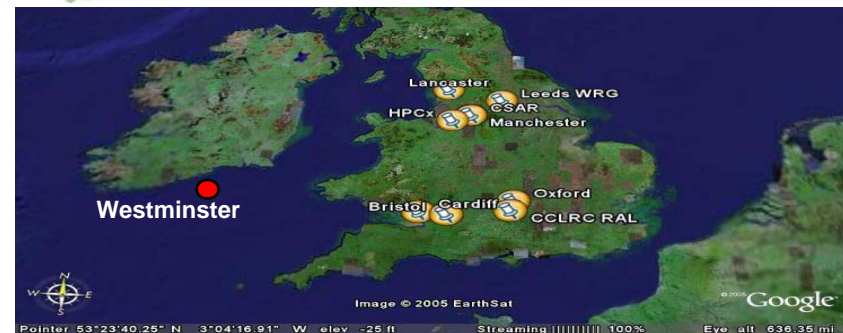 Lancaster
Leeds WRG
HPCx
CSAR
Manchester
Westminster
Bristol
Cardiff
Oxford
CCLRC RAL
N
W
E
S
Image © 2005 EarthSat
© 2005 Google
Pointer 53°23'40.25" N 3°04'16.91" W elev -25 ft Streaming |||||||||| 100% Eye alt 636.35 mi